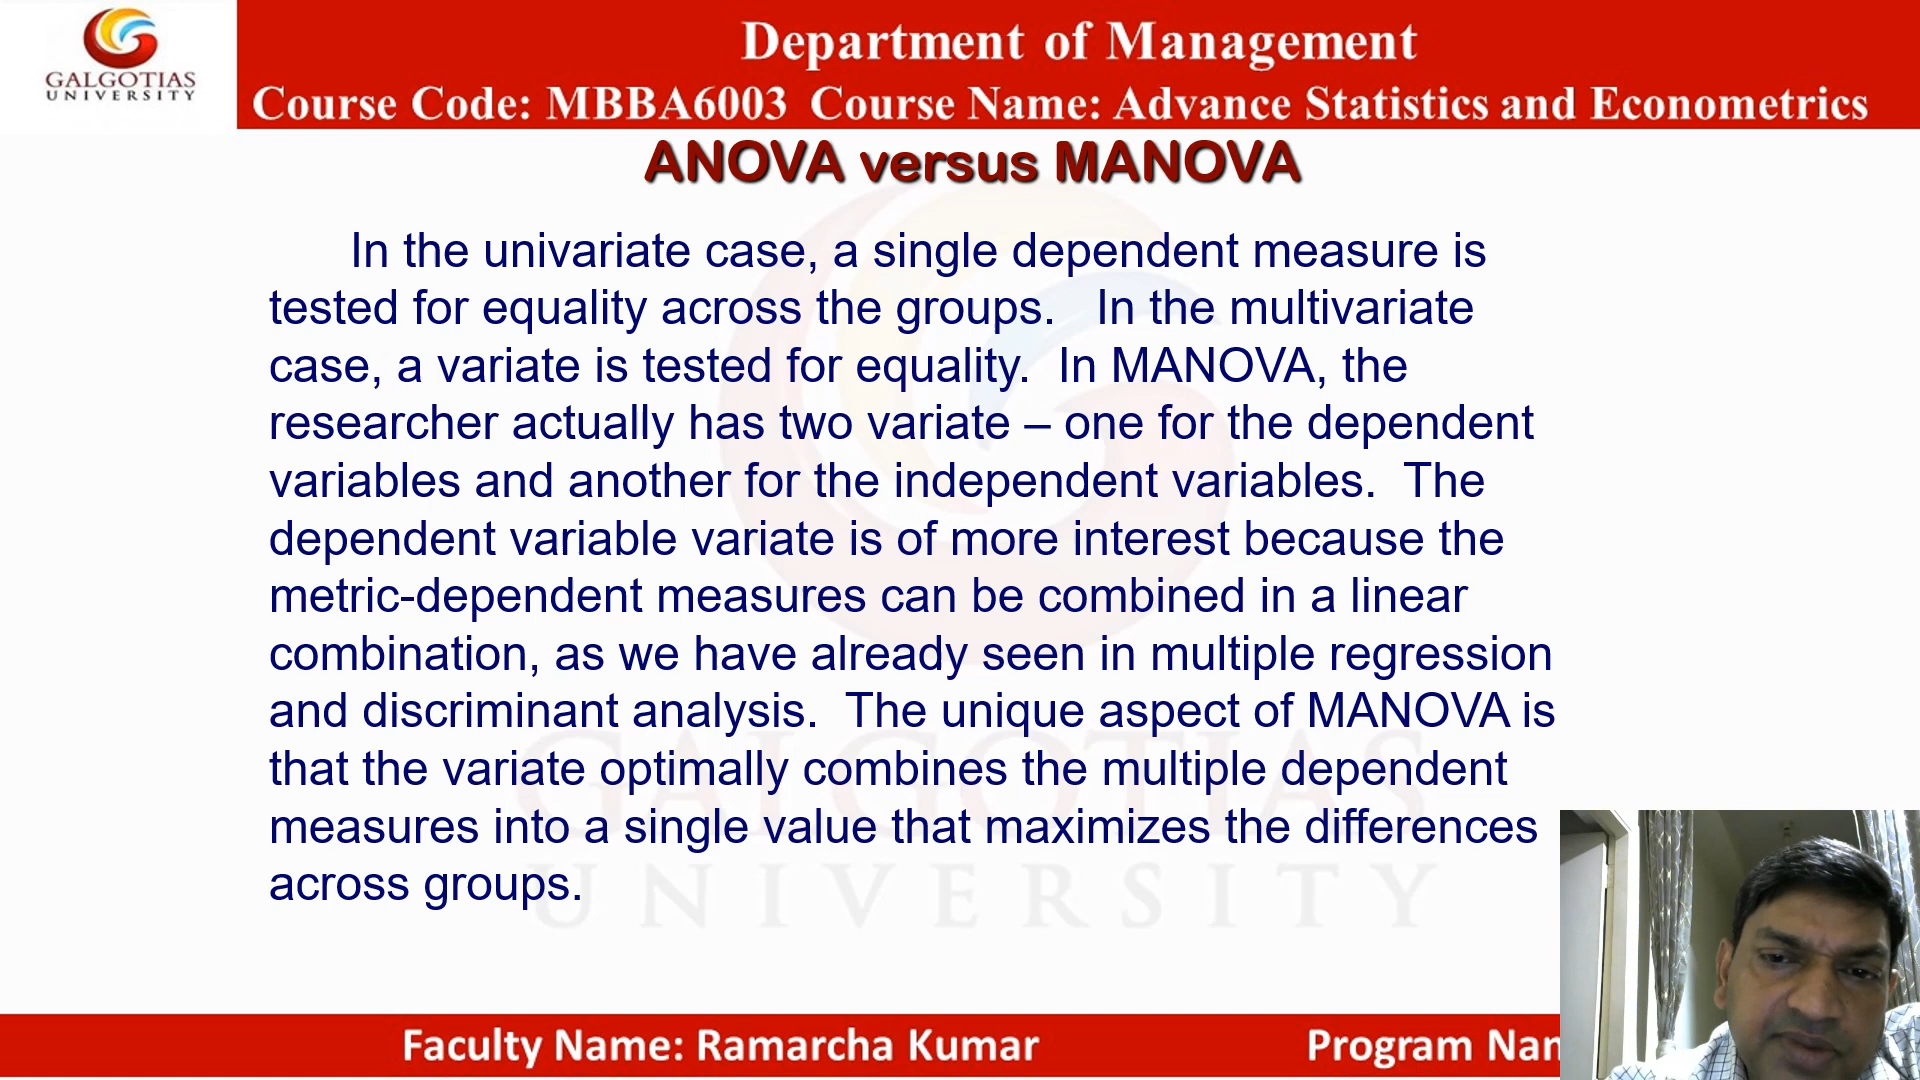 GALGOTIAS
UNIVERSITY
Department of Management
Course Code: MBBA6003 Course Name: Advance Statistics and Econometrics
ANOVA versus MANOVA
In the univariate case, a single dependent measure is
tested for equality across the groups. In the multivariate
case, a variate is tested for equality. In MANOVA, the
researcher actually has two variate – one for the dependent
variables and another for the independent variables. The
dependent variable variate is of more interest because the
metric-dependent measures can be combined in a linear
combination, as we have already seen in multiple regression
and discriminant analysis. The unique aspect of MANOVA is
that the variate optimally combines the multiple dependent
measures into a single value that maximizes the differences
across groups.
GALGOTIAS
UNIVERSITY
Faculty Name: Ramarcha Kumar
Program